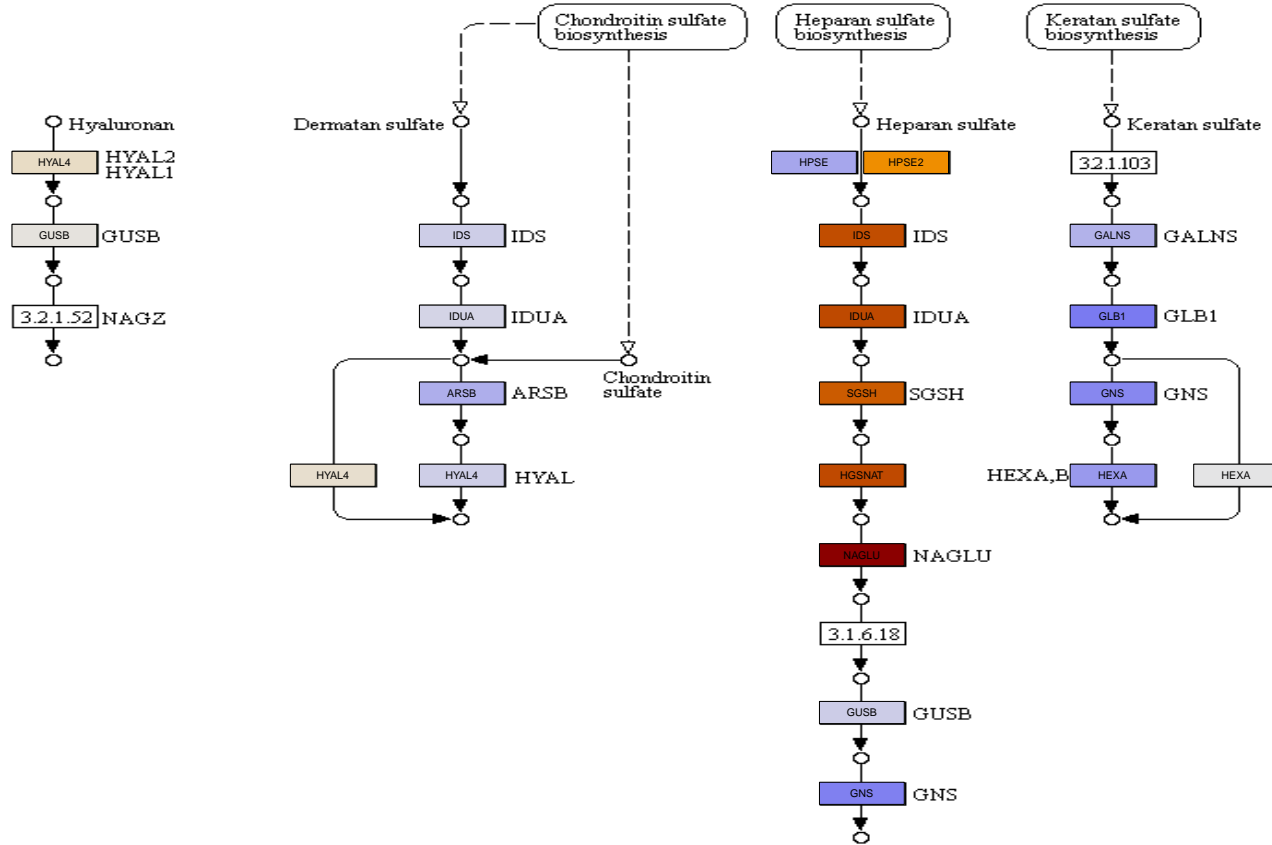 Chondroitin sulfate
biosynthesis
Heparan sulfate
biosynthesis
Keratan sulfate
biosynthesis
Hyaluronan
HYAL4
HYAL2
HYAL1
GUSB
GUSB
3.2.1.52
NAGZ
Dermatan sulfate
IDS
IDS
IDUA
IDUA
Chondroitin
sulfate
ARSB
ARSB
HYAL4
HYAL4
HYAL
Heparan sulfate
HPSE
HPSE2
IDS
IDS
IDUA
IDUA
SGSH
SGSH
HGSNAT
NAGLU
NAGLU
3.1.6.18
GUSB
GUSB
GNS
GNS
Keratan sulfate
3.2.1.103
GALNS
GALNS
GLB1
GLB1
GNS
GNS
HEXA,B
HEXA
HEXA